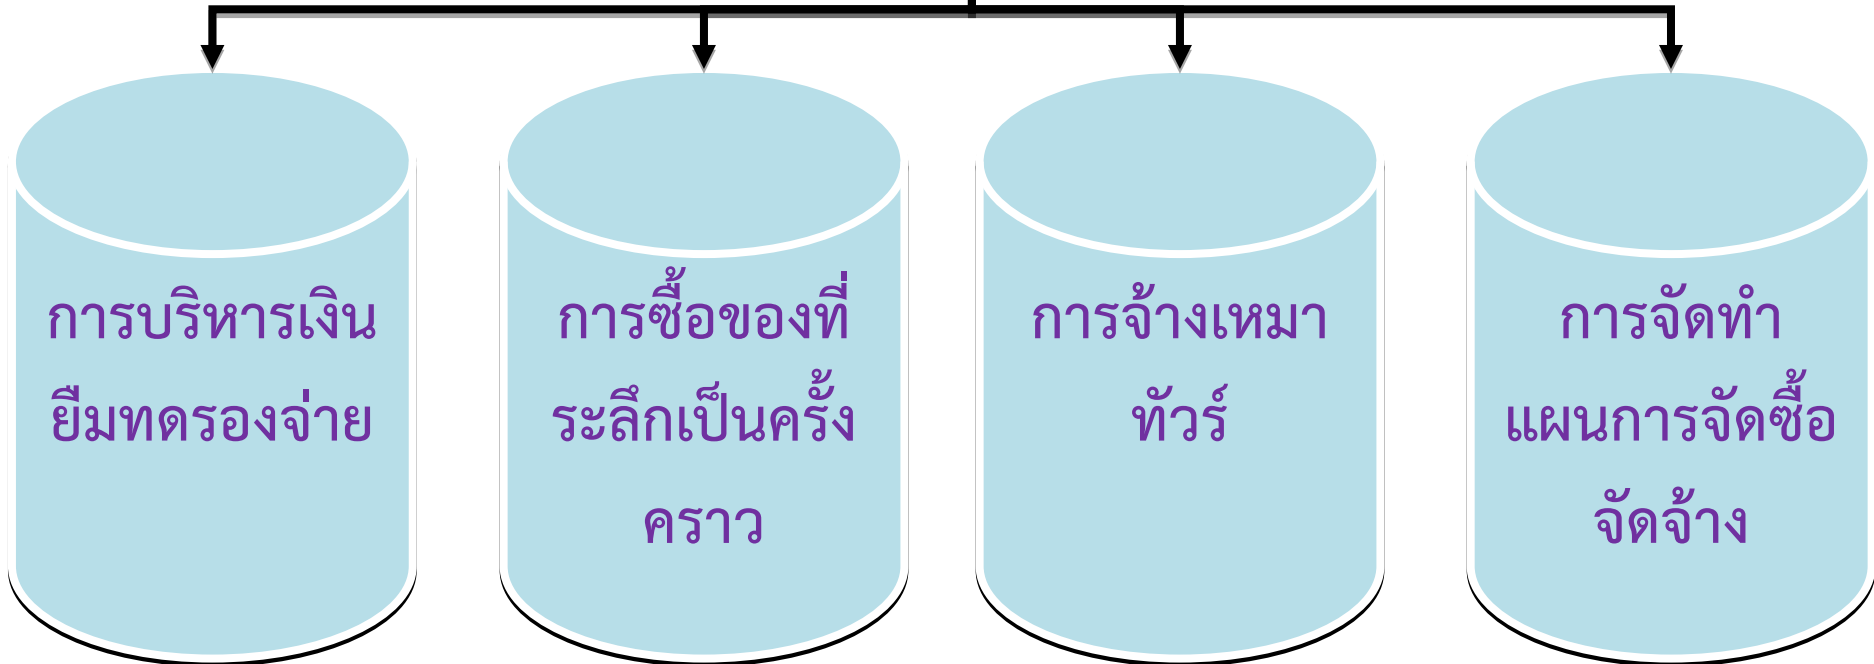 การบริหารเงิน
ยืมทดรองจ่าย
การซื้อของที่
ระลึกเป็นครั้ง
คราว
การจ้างเหมา
ทัวร์
การจัดทำ
แผนการจัดซื้อ
จัดจ้าง